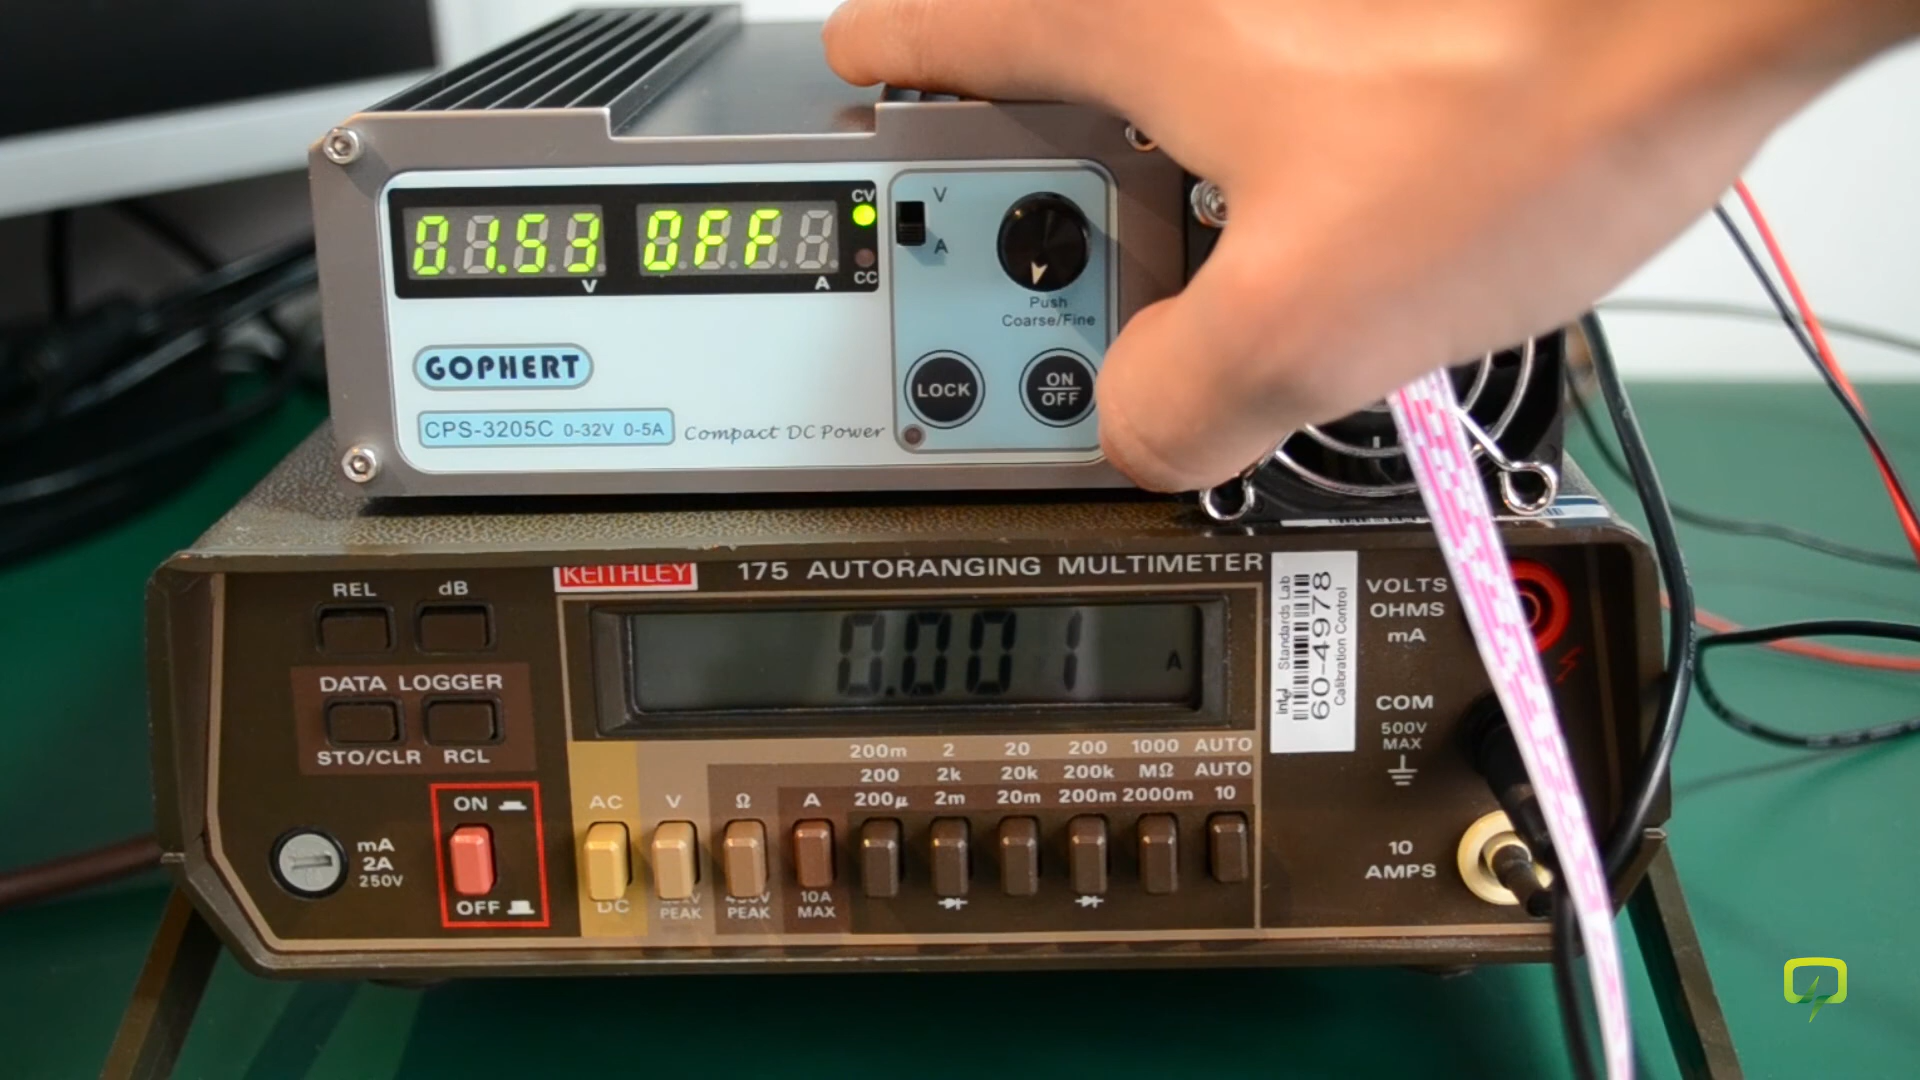 01.53 OFF
V A
CV
CC
V
A
Push
Coarse/Fine
GOPHERT
LOCK
ON
OFF
CPS-3205C 0-32V 0-5A
Compact DC Power
KEITHLEY
175 AUTORANGING MULTIMETER
REL dB
0.001 A
DATA LOGGER
STO/CLR RCL
ON
OFF
mA
2A
250V
200m 2 20 200 1000 AUTO
200 2k 20k 200k MΩ AUTO
200μ 2m 20m 200m 2000m 10
AC V Ω A
DC
PEAK
PEAK
10A
MAX
Standards Lab
60-4978
Calibration Control
VOLTS
OHMS
mA
COM
500V
MAX
10
AMPS